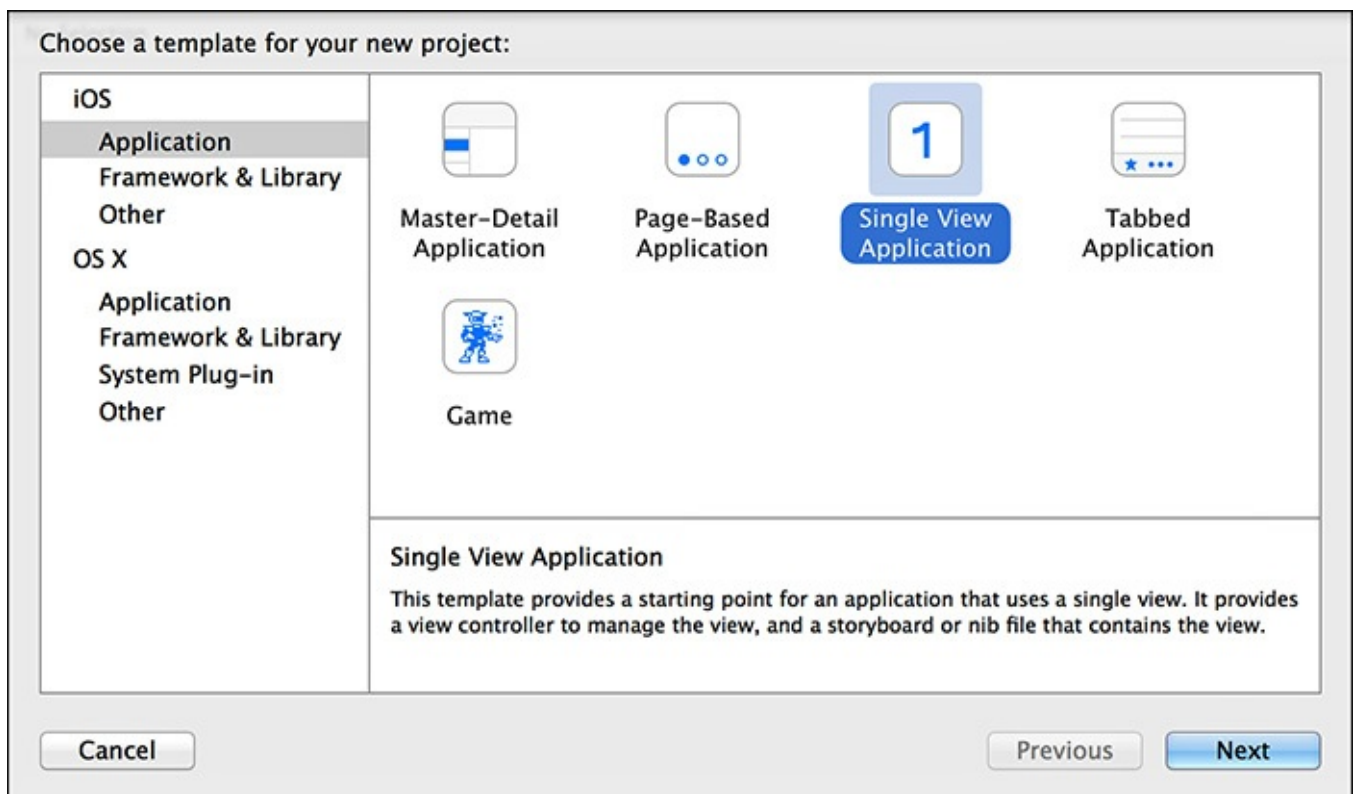 Choose a template for your new project:
iOS
Application
Framework & Library
Other
OS X
Application
Framework & Library
System Plug-in
Other
Master-Detail
Application
Page-Based
Application
1
Single View
Application
Tabbed
Application
Game
Single View Application
This template provides a starting point for an application that uses a single view. It provides
a view controller to manage the view, and a storyboard or nib file that contains the view.
Cancel
Previous
Next